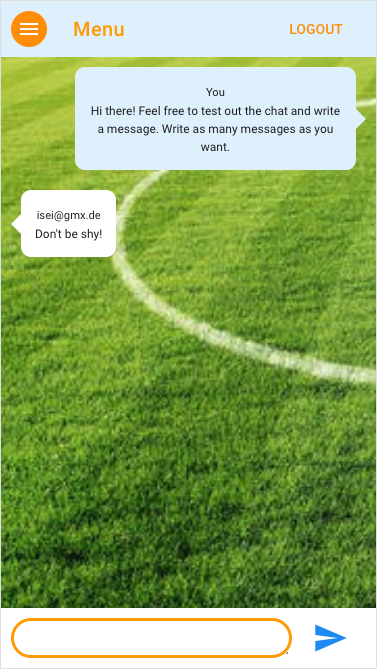 Menu
LOGOUT
You
Hi there! Feel free to test out the chat and write
a message. Write as many messages as you
want.
isei@gmx.de
Don't be shy!